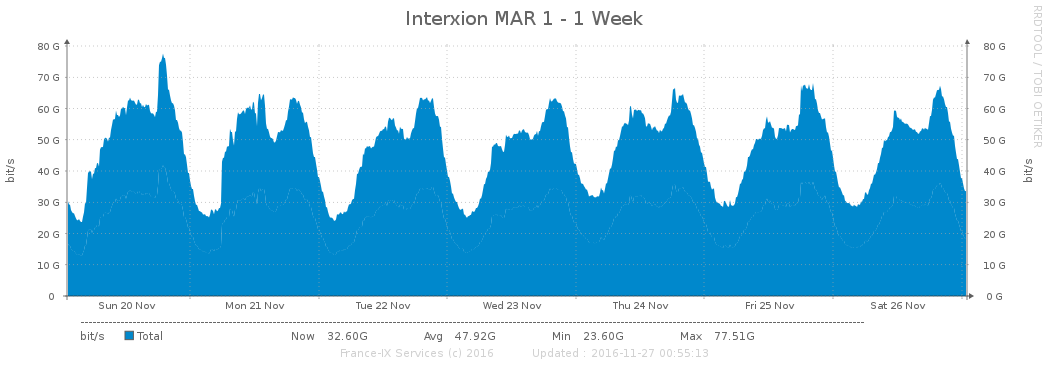 Interxion MAR 1 - 1 Week
RRDTOOL / TOBI OETIKER
bit/s
bit/s
80 G 80 G
70 G 70 G
60 G 60 G
50 G 50 G
40 G 40 G
30 G 30 G
20 G 20 G
10 G 10 G
0 0 G
Sun 20 Nov Mon 21 Nov Tue 22 Nov Wed 23 Nov Thu 24 Nov Fri 25 Nov Sat 26 Nov
bit/s Total Now 32.60G Avg 47.92G Min 23.60G Max 77.51G
France-IX Services (c) 2016 Updated : 2016-11-27 00:55:13